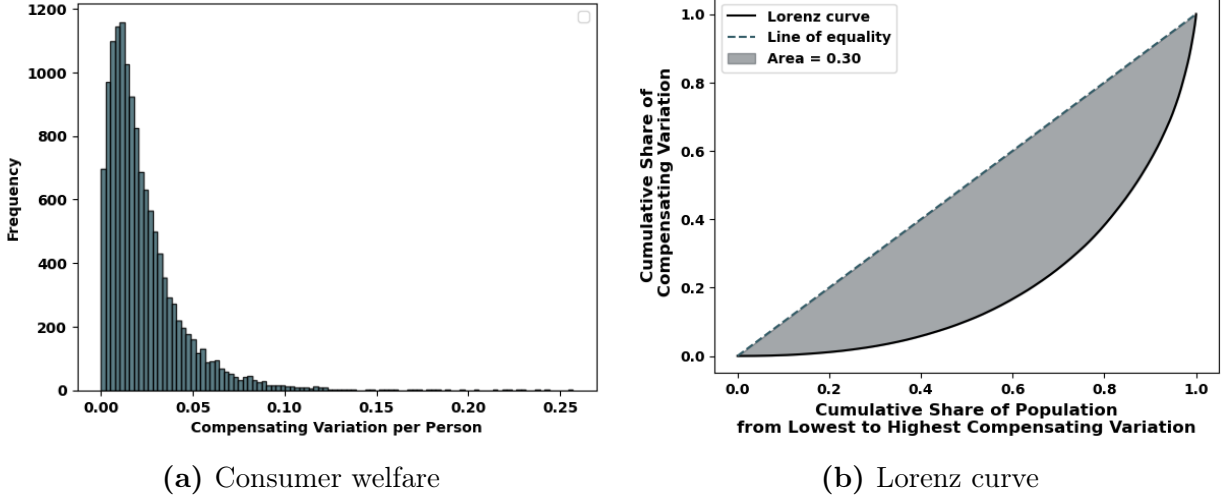 1200
1000
800
600
400
200
0
Frequency
0.00 0.05 0.10 0.15 0.20 0.25
Compensating Variation per Person
(a) Consumer welfare
Lorenz curve
Line of equality
Area = 0.30
1.0
0.8
0.6
0.4
0.2
0.0
Cumulative Share of
Compensating Variation
0.0 0.2 0.4 0.6 0.8 1.0
Cumulative Share of Population
from Lowest to Highest Compensating Variation
(b) Lorenz curve